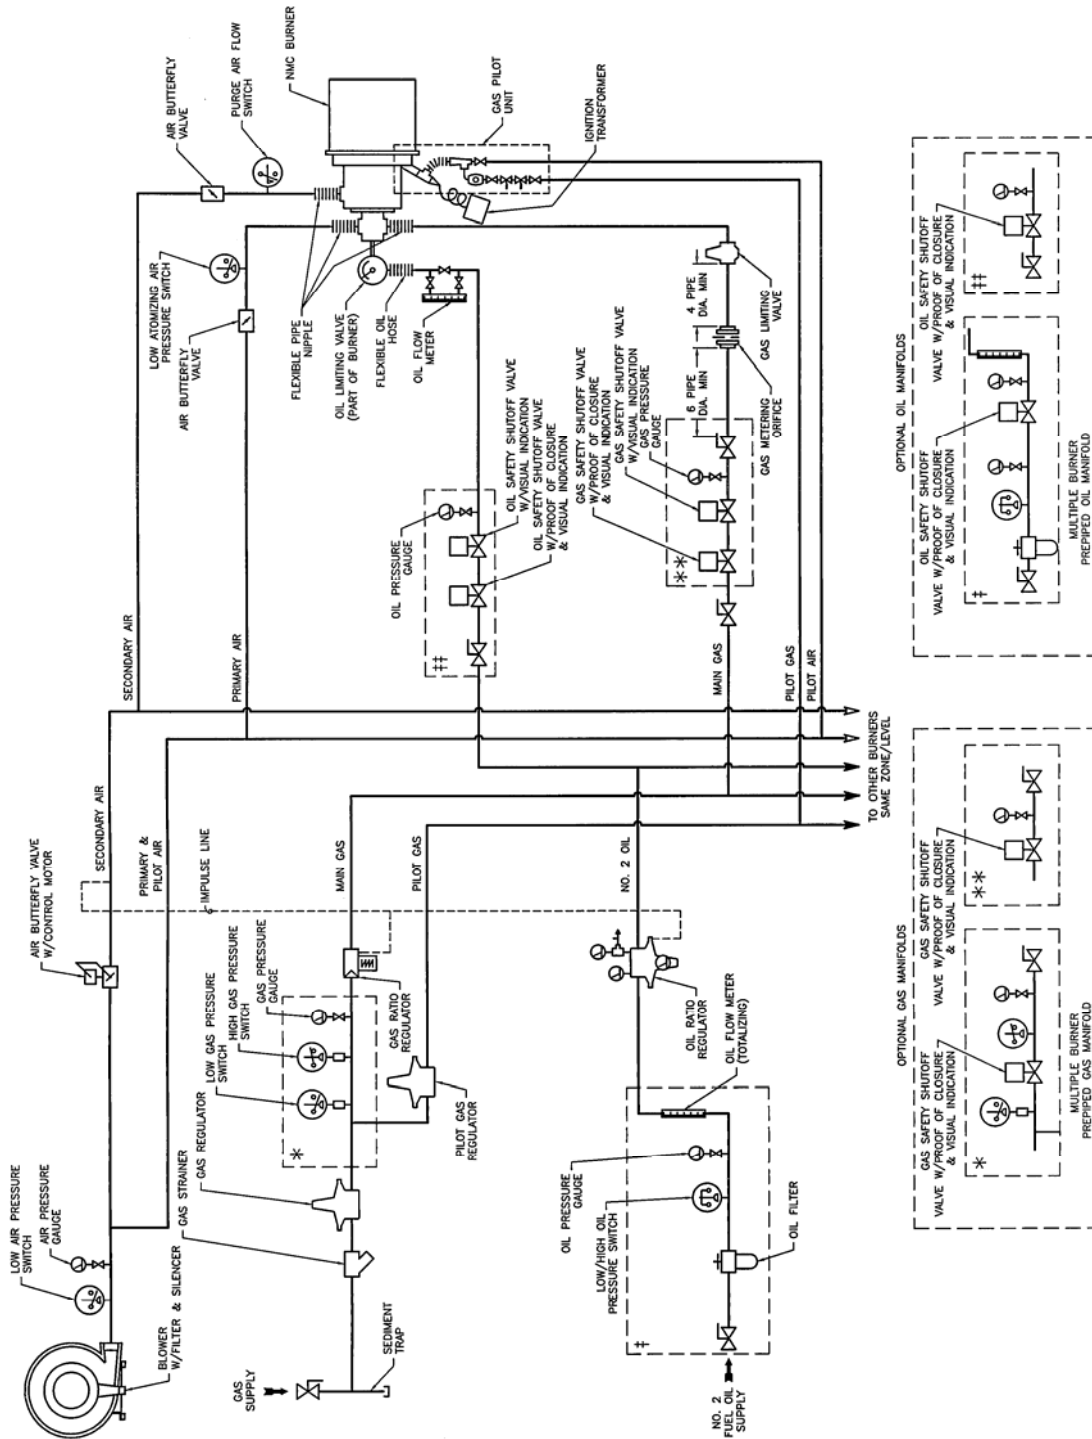 BLOWER
W/FILTER & SILENCER
LOW AIR PRESSURE
SWITCH
AIR PRESSURE
GAUGE
AIR BUTTERFLY VALVE
W/CONTROL MOTOR
SECONDARY AIR
PRIMARY &
PILOT AIR
IMPULSE LINE
SECONDARY AIR
PRIMARY AIR
AIR BUTTERFLY
VALVE
PURGE AIR FLOW
SWITCH
NMC BURNER
LOW ATOMIZING AIR
PRESSURE SWITCH
AIR BUTTERFLY
VALVE
FLEXIBLE PIPE
NIPPLE
OIL LIMITING VALVE
(PART OF BURNER)
FLEXIBLE OIL
HOSE
OIL FLOW
METER
GAS PILOT
UNIT
IGNITION
TRANSFORMER
GAS
SUPPLY
SEDIMENT
TRAP
GAS STRAINER
GAS REGULATOR
LOW GAS PRESSURE
SWITCH
HIGH GAS PRESSURE
SWITCH
GAS PRESSURE
GAUGE
*
GAS RATIO
REGULATOR
PILOT GAS
REGULATOR
MAIN GAS
PILOT GAS
NO. 2 OIL
OIL PRESSURE
GAUGE
‡‡
OIL SAFETY SHUTOFF VALVE
W/VISUAL INDICATION
OIL SAFETY SHUTOFF VALVE
W/PROOF OF CLOSURE
& VISUAL INDICATION
GAS SAFETY SHUTOFF VALVE
W/PROOF OF CLOSURE
& VISUAL INDICATION
GAS SAFETY SHUTOFF VALVE
W/VISUAL INDICATION
GAS PRESSURE
GAUGE
**
6 PIPE
DIA. MIN
4 PIPE
DIA. MIN
GAS METERING
ORIFICE
GAS LIMITING
VALVE
MAIN GAS
PILOT GAS
PILOT AIR
TO OTHER BURNERS
SAME ZONE/LEVEL
NO. 2
FUEL OIL
SUPPLY
‡
OIL PRESSURE
GAUGE
LOW/HIGH OIL
PRESSURE SWITCH
OIL FILTER
OIL FLOW METER
(TOTALIZING)
OIL RATIO
REGULATOR
OPTIONAL GAS MANIFOLDS
GAS SAFETY SHUTOFF
VALVE W/PROOF OF CLOSURE
& VISUAL INDICATION
GAS SAFETY SHUTOFF
VALVE W/PROOF OF CLOSURE
& VISUAL INDICATION
*
**
MULTIPLE BURNER
PREPIPED GAS MANIFOLD
OPTIONAL OIL MANIFOLDS
OIL SAFETY SHUTOFF
VALVE W/PROOF OF CLOSURE
& VISUAL INDICATION
OIL SAFETY SHUTOFF
VALVE W/PROOF OF CLOSURE
& VISUAL INDICATION
‡
‡‡
MULTIPLE BURNER
PREPIPED OIL MANIFOLD